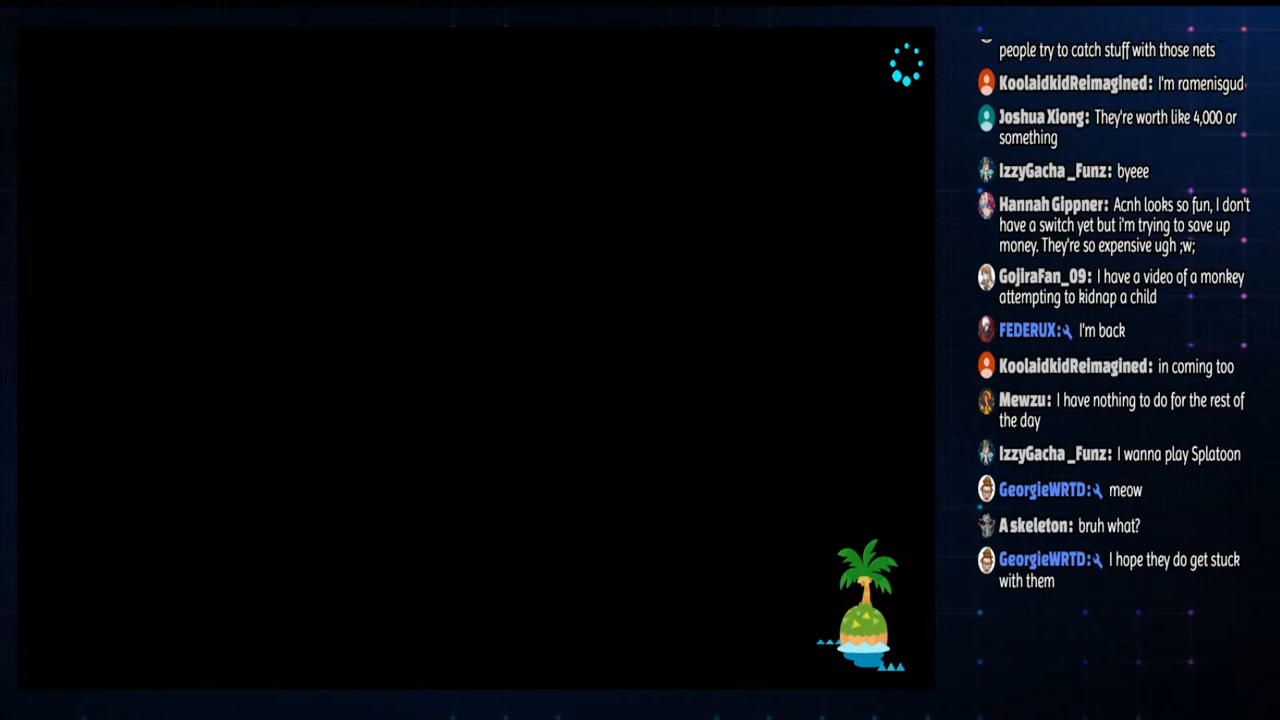 people try to catch stuff with those nets
KoolaidkidReimagined: I'm ramenisgud
Joshua Xiong: They're worth like 4,000 or
something
IzzyGacha_Funz: byeee
Hannah Gippner: Acnh looks so fun, I don't
have a switch yet but i'm trying to save up
money. They're so expensive ugh ;w;
GojiraFan_09: I have a video of a monkey
attempting to kidnap a child
FEDERUX: I'm back
KoolaidkidReimagined: in coming too
Mewzu: I have nothing to do for the rest of
the day
IzzyGacha_Funz: I wanna play Splatoon
GeorgieWRTD: meow
A skeleton: bruh what?
GeorgieWRTD: I hope they do get stuck
with them